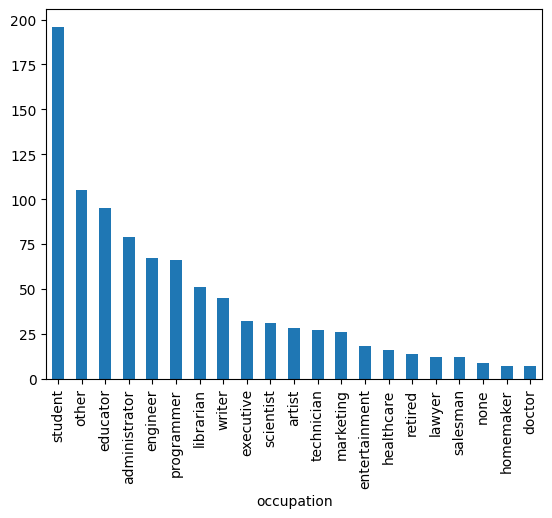 200
175
150
125
100
75
50
25
0
student
other
educator
administrator
engineer
programmer
librarian
writer
executive
scientist
artist
technician
marketing
entertainment
healthcare
retired
lawyer
salesman
none
homemaker
doctor
occupation